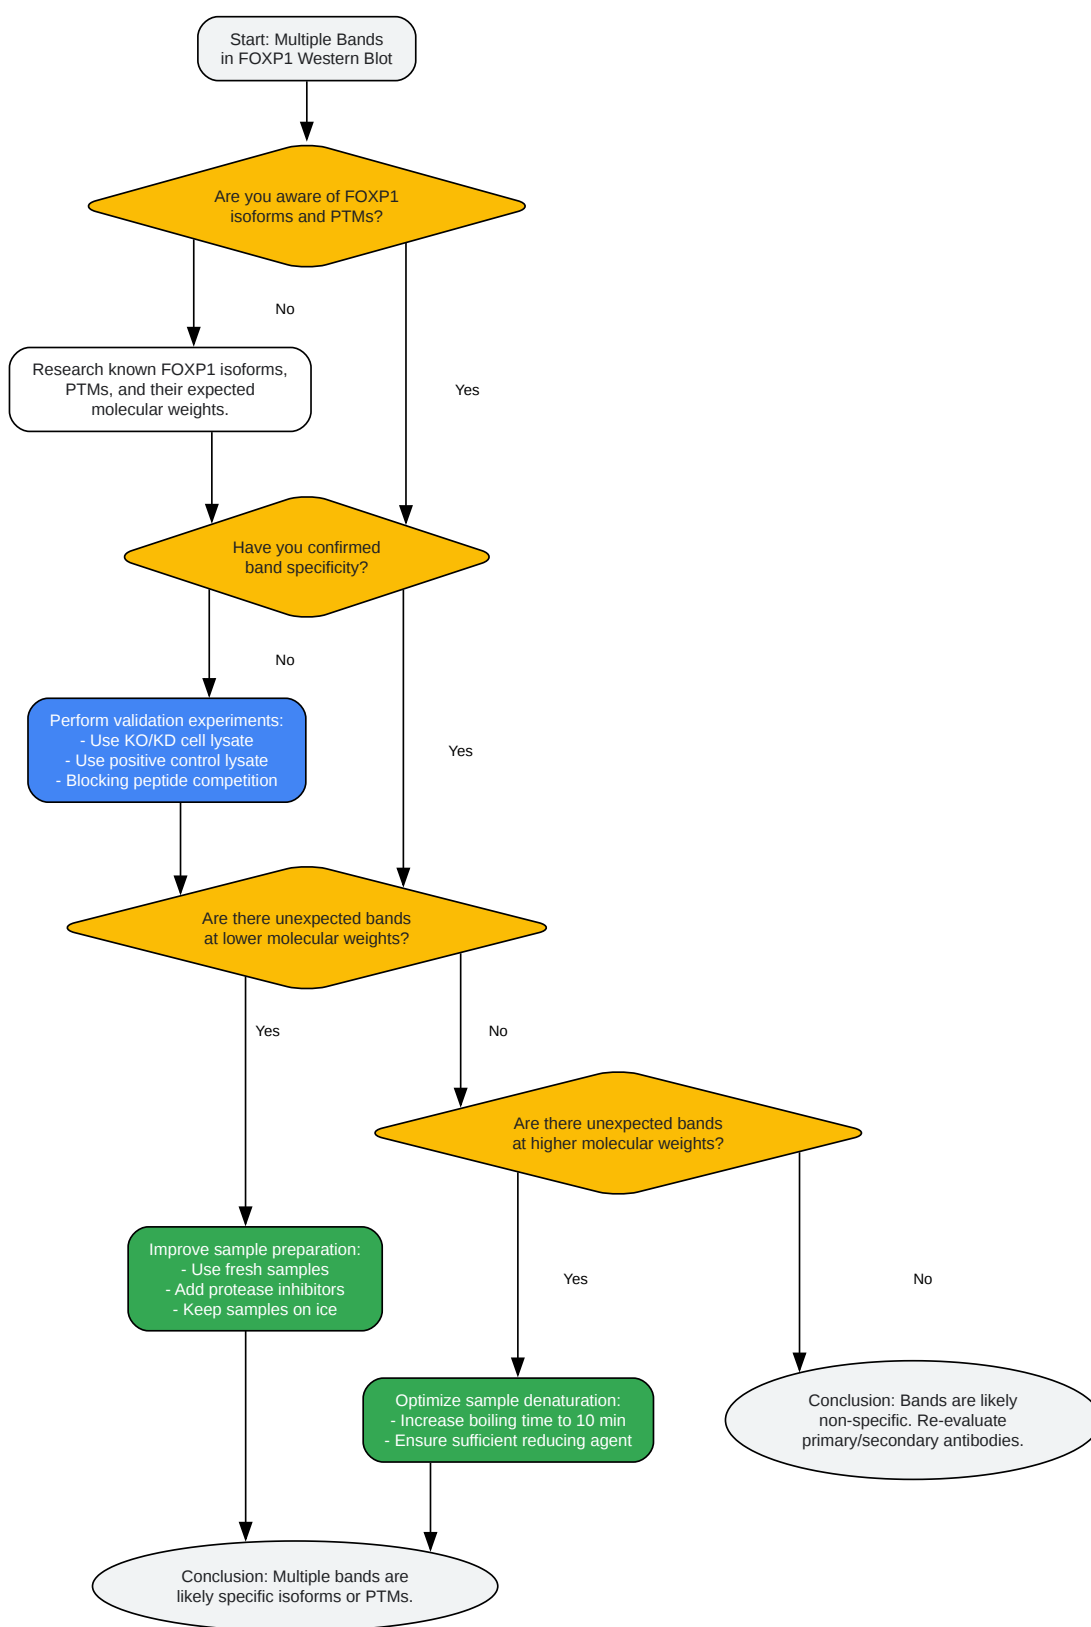 Start: Multiple Bands
in FOXP1 Western Blot
Are you aware of FOXP1
isoforms and PTMs?
No
Yes
Research known FOXP1 isoforms,
PTMs, and their expected
molecular weights.
Have you confirmed
band specificity?
No
Yes
Perform validation experiments:
- Use KO/KD cell lysate
- Use positive control lysate
- Blocking peptide competition
Are there unexpected bands
at lower molecular weights?
Yes
No
Are there unexpected bands
at higher molecular weights?
Yes
No
Improve sample preparation:
- Use fresh samples
- Add protease inhibitors
- Keep samples on ice
Optimize sample denaturation:
- Increase boiling time to 10 min
- Ensure sufficient reducing agent
Conclusion: Bands are likely
non-specific. Re-evaluate
primary/secondary antibodies.
Conclusion: Multiple bands are
likely specific isoforms or PTMs.